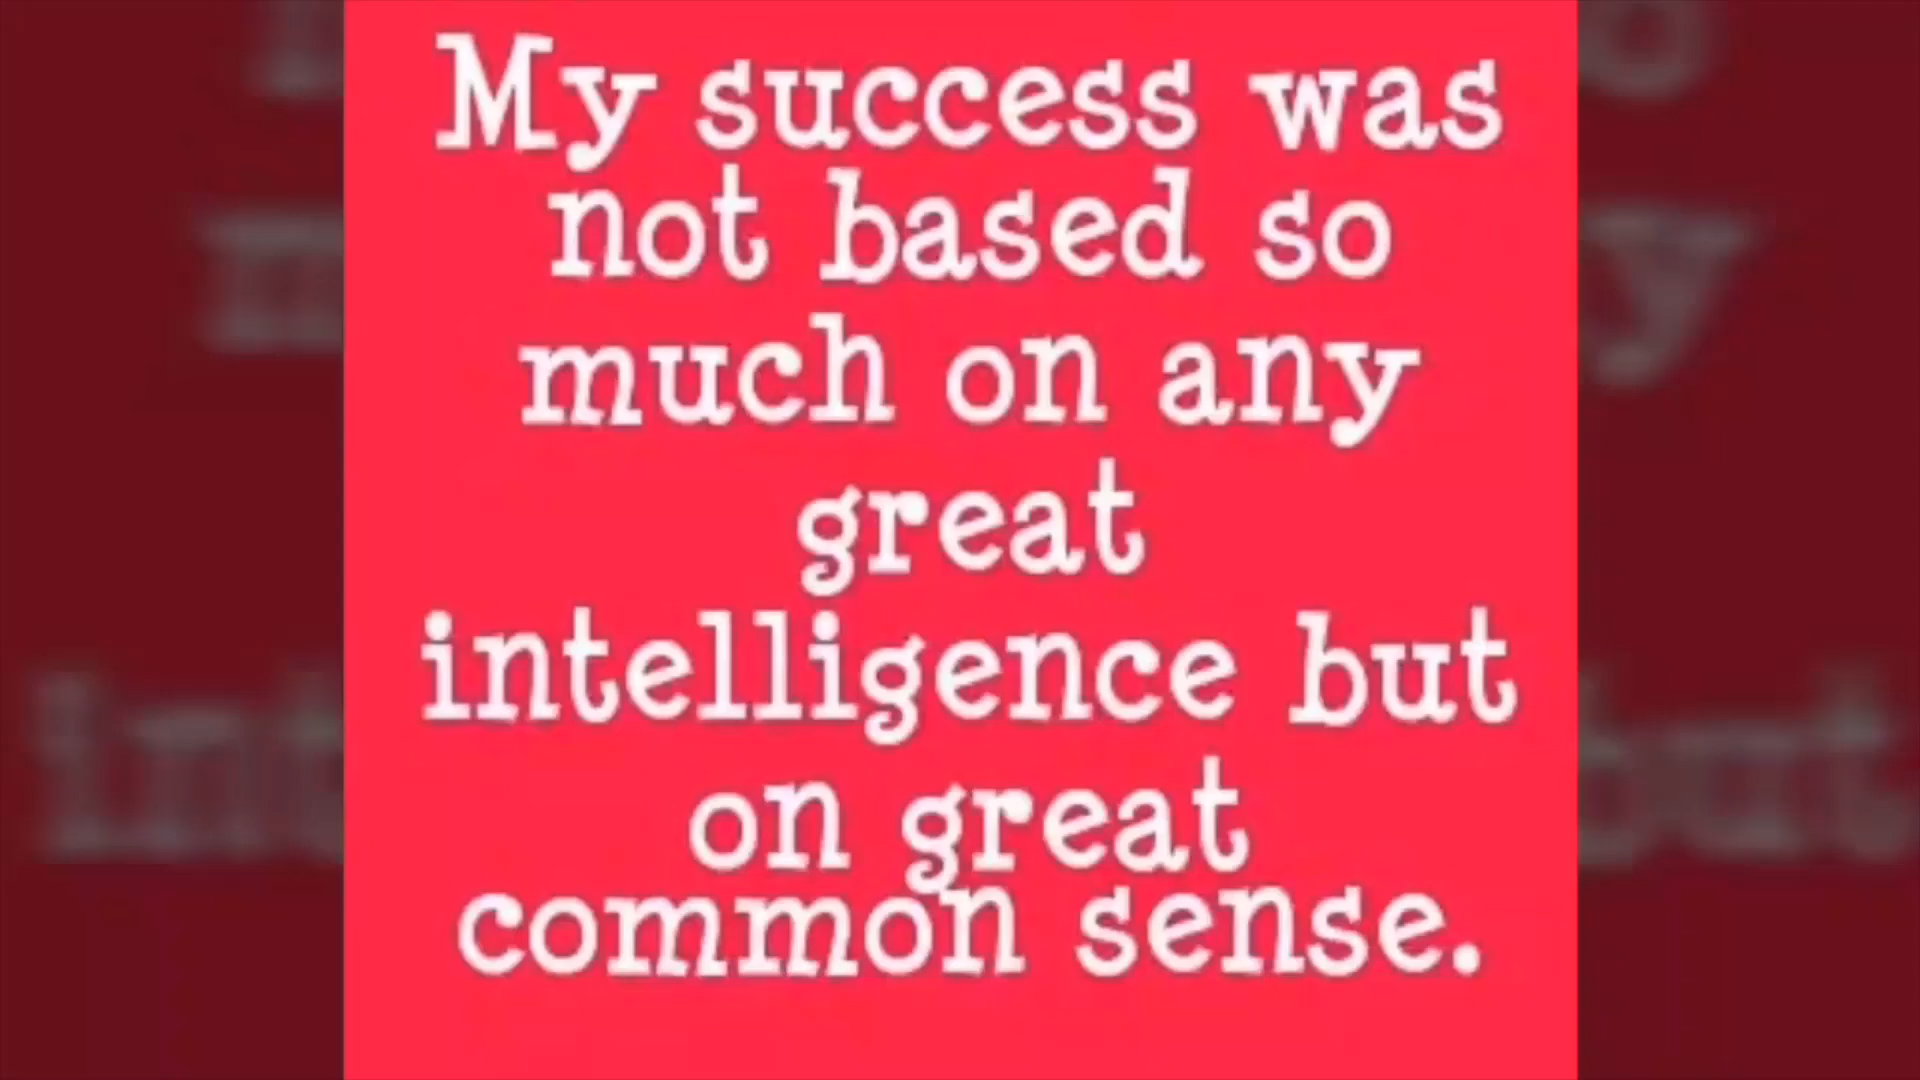 My success was
not based so
much on any
great
intelligence but
on great
common sense.